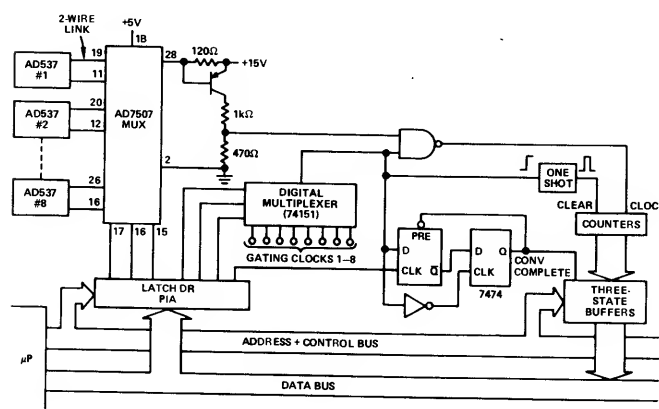 2-WIRE
LINK
+5V
1B
AD537
#1
19
11
28
120Ω
+15V
AD7507
MUX
AD537
#2
20
12
1kΩ
470Ω
2
AD537
#8
26
16
17
16
15
DIGITAL
MULTIPLEXER
(74151)
GATING CLOCKS 1–8
ONE
SHOT
CLEAR
CLOC
COUNTERS
PRE
D
CLK
Q̅
D
Q
CLK
7474
CONV
COMPLETE
THREE-
STATE
BUFFERS
LATCH DR
PIA
μP
ADDRESS + CONTROL BUS
DATA BUS